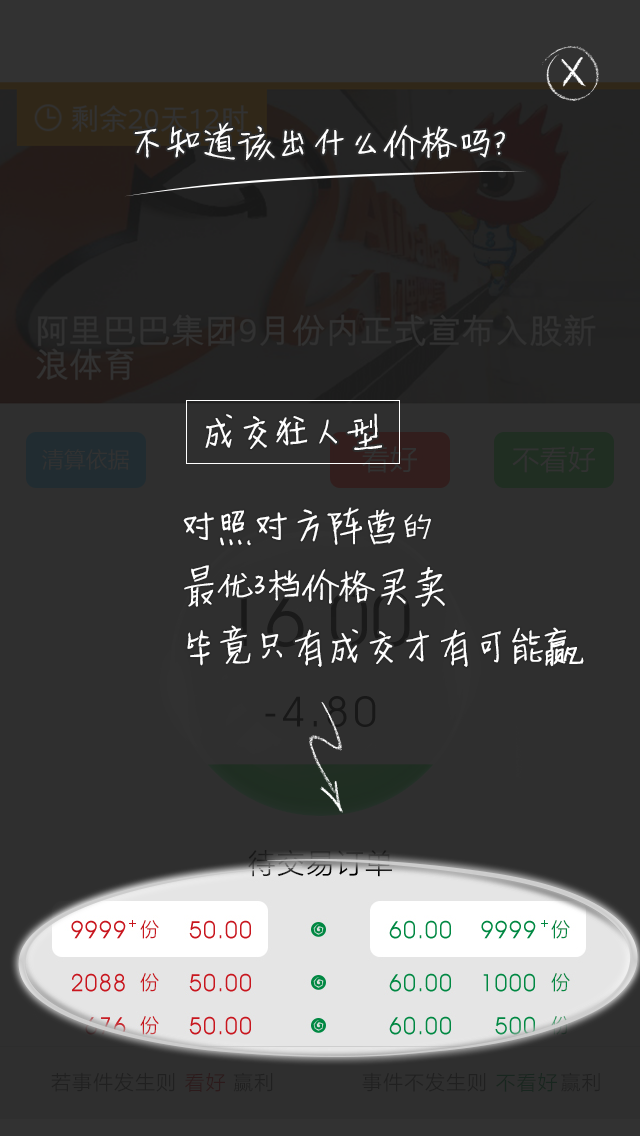 X
剩余20天12时
不知道该出什么价格吗?
阿里巴巴集团9月份内正式宣布入股新
浪体育
成交狂人型
清算依据 看好 不看好
对照对方阵营的
最优3档价格买卖
16.00
毕竟只有成交才有可能赢
-4.80
待交易订单
9999+份 50.00 60.00 9999+份
2088 份 50.00 60.00 1000 份
676 份 50.00 60.00 500 份
若事件发生则 看好 赢利 事件不发生则 不看好 赢利